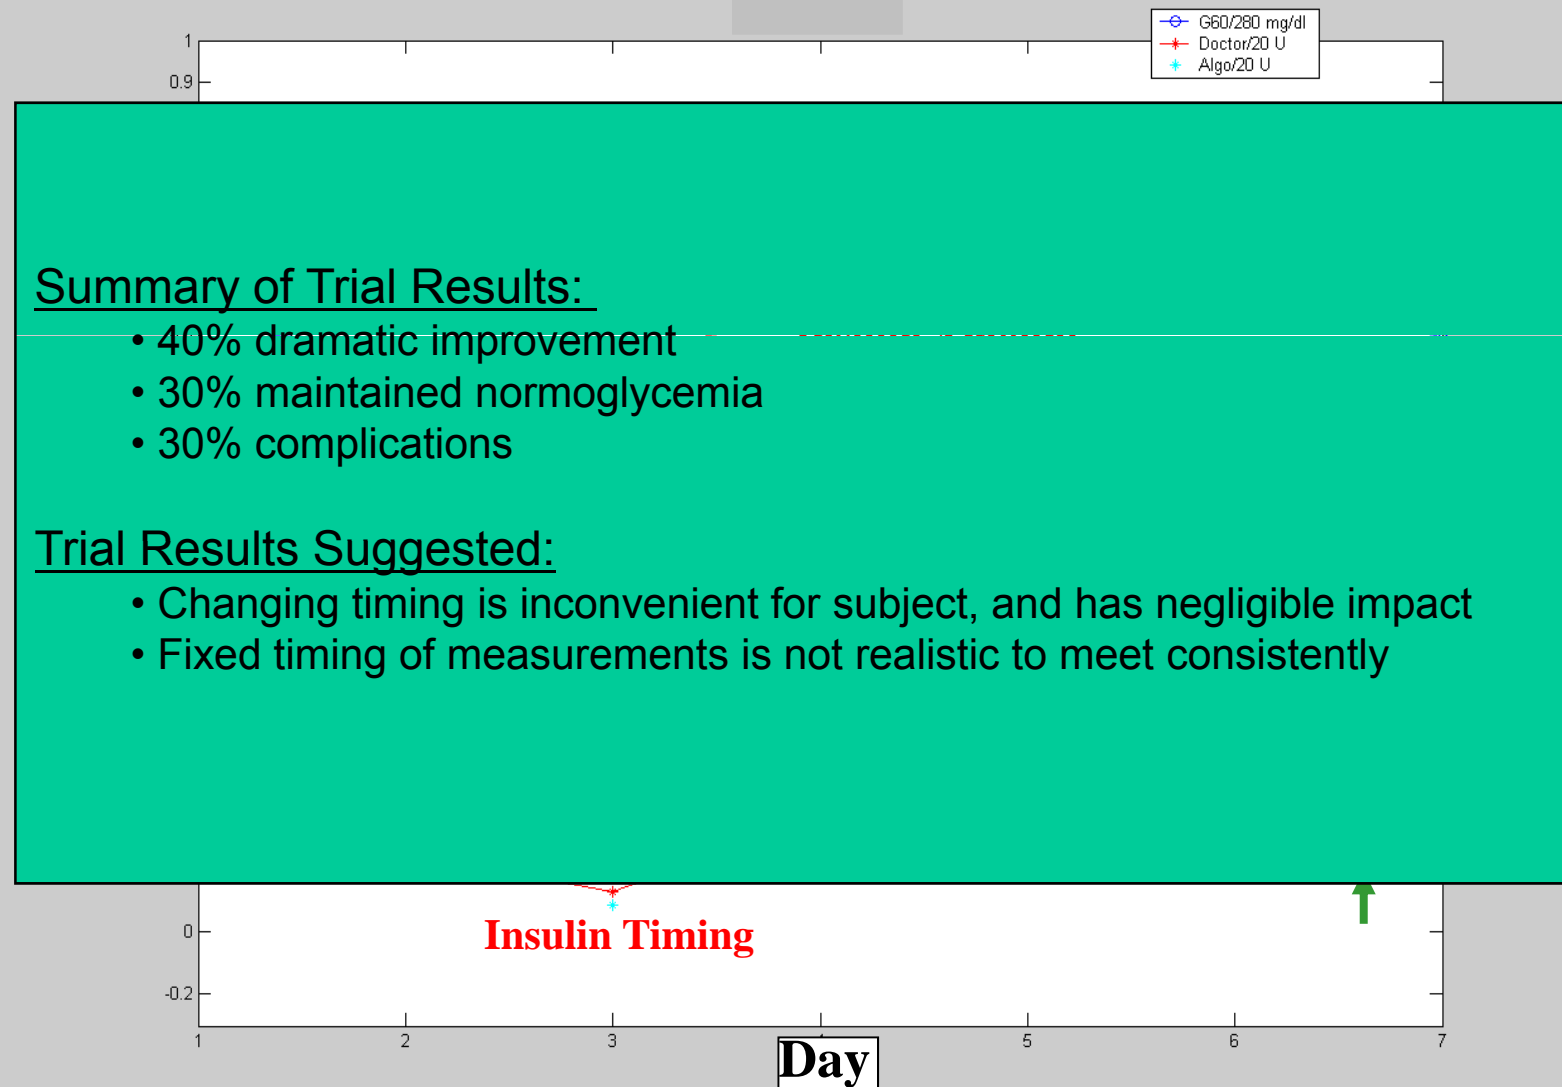 G60/280 mg/dl
Doctor/20 U
Algo/20 U
1
0.9
Summary of Trial Results:
• 40% dramatic improvement
• 30% maintained normoglycemia
• 30% complications
Trial Results Suggested:
• Changing timing is inconvenient for subject, and has negligible impact
• Fixed timing of measurements is not realistic to meet consistently
0
Insulin Timing
-0.2
1 2 3 5 6 7
Day